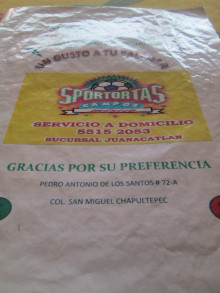 UN GUSTO A TU PALADAR
SPORTORTAS
CAMPOS
SERVICIO A DOMICILIO
5515 2053
SUCURSAL JUANACATLAN
GRACIAS POR SU PREFERENCIA
PEDRO ANTONIO DE LOS SANTOS # 72-A
COL. SAN MIGUEL CHAPULTEPEC